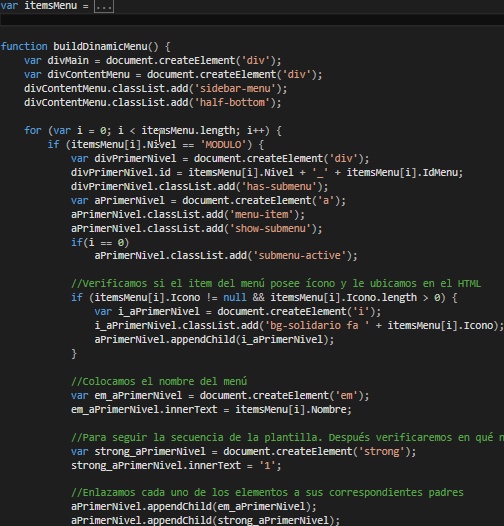 var itemsMenu = ...
function buildDinamicMenu() {
var divMain = document.createElement('div');
var divContentMenu = document.createElement('div');
divContentMenu.classList.add('sidebar-menu');
divContentMenu.classList.add('half-bottom');
for (var i = 0; i < itemsMenu.length; i++) {
if (itemsMenu[i].Nivel == 'MODULO') {
var divPrimerNivel = document.createElement('div');
divPrimerNivel.id = itemsMenu[i].Nivel + '_' + itemsMenu[i].IdMenu;
divPrimerNivel.classList.add('has-submenu');
var aPrimerNivel = document.createElement('a');
aPrimerNivel.classList.add('menu-item');
aPrimerNivel.classList.add('show-submenu');
if(i == 0)
aPrimerNivel.classList.add('submenu-active');
//Verificamos si el item del menú posee ícono y le ubicamos en el HTML
if (itemsMenu[i].Icono != null && itemsMenu[i].Icono.length > 0) {
var i_aPrimerNivel = document.createElement('i');
i_aPrimerNivel.classList.add('bg-solidario fa ' + itemsMenu[i].Icono);
aPrimerNivel.appendChild(i_aPrimerNivel);
}
//Colocamos el nombre del menú
var em_aPrimerNivel = document.createElement('em');
em_aPrimerNivel.innerText = itemsMenu[i].Nombre;
//Para seguir la secuencia de la plantilla. Después verificaremos en qué n
var strong_aPrimerNivel = document.createElement('strong');
strong_aPrimerNivel.innerText = '1';
//Enlazamos cada uno de los elementos a sus correspondientes padres
aPrimerNivel.appendChild(em_aPrimerNivel);
aPrimerNivel.appendChild(strong_aPrimerNivel);